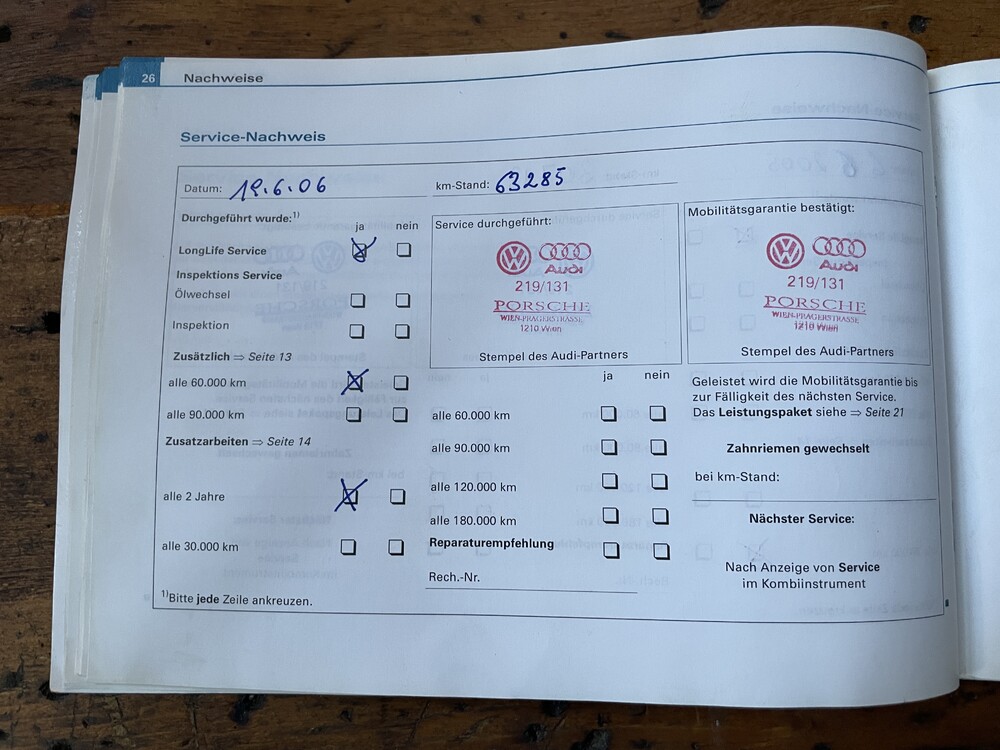 26 Nachweise
Service-Nachweis
Datum: 19.6.06 km-Stand: 63285
Durchgeführt wurde:1)
ja nein
LongLife Service
Inspektions Service
Ölwechsel
Inspektion
Zusätzlich ⇒ Seite 13
alle 60.000 km
alle 90.000 km
Zusatzarbeiten ⇒ Seite 14
alle 2 Jahre
alle 30.000 km
1)Bitte jede Zeile ankreuzen.
Service durchgeführt:
Audi
219/131
PORSCHE
WIEN-PRAGERSTRASSE
1210 Wien
Stempel des Audi-Partners
ja nein
alle 60.000 km
alle 90.000 km
alle 120.000 km
alle 180.000 km
Reparaturempfehlung
Rech.-Nr.
Mobilitätsgarantie bestätigt:
Audi
219/131
PORSCHE
WIEN-PRAGERSTRASSE
1210 Wien
Stempel des Audi-Partners
Geleistet wird die Mobilitätsgarantie bis
zur Fälligkeit des nächsten Service.
Das Leistungspaket siehe ⇒ Seite 21
Zahnriemen gewechselt
bei km-Stand:
Nächster Service:
Nach Anzeige von Service
im Kombiinstrument